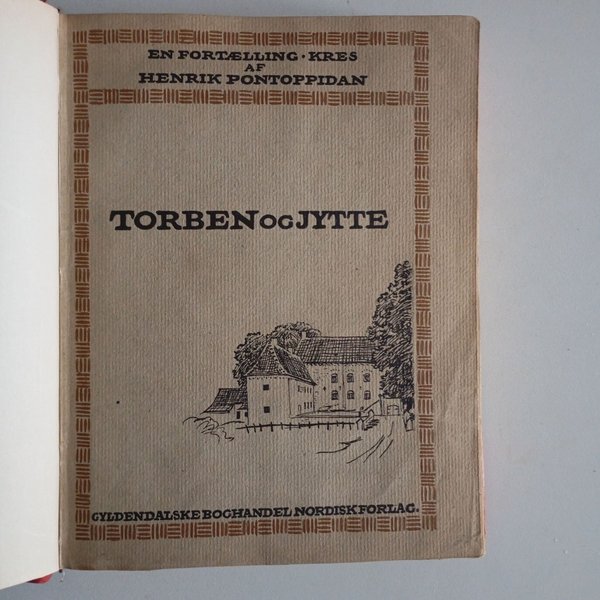 EN FORTÆLLING · KRES
AF
HENRIK PONTOPPIDAN
TORBEN OG JYTTE
GYLDENDALSKE BOGHANDEL NORDISK FORLAG.